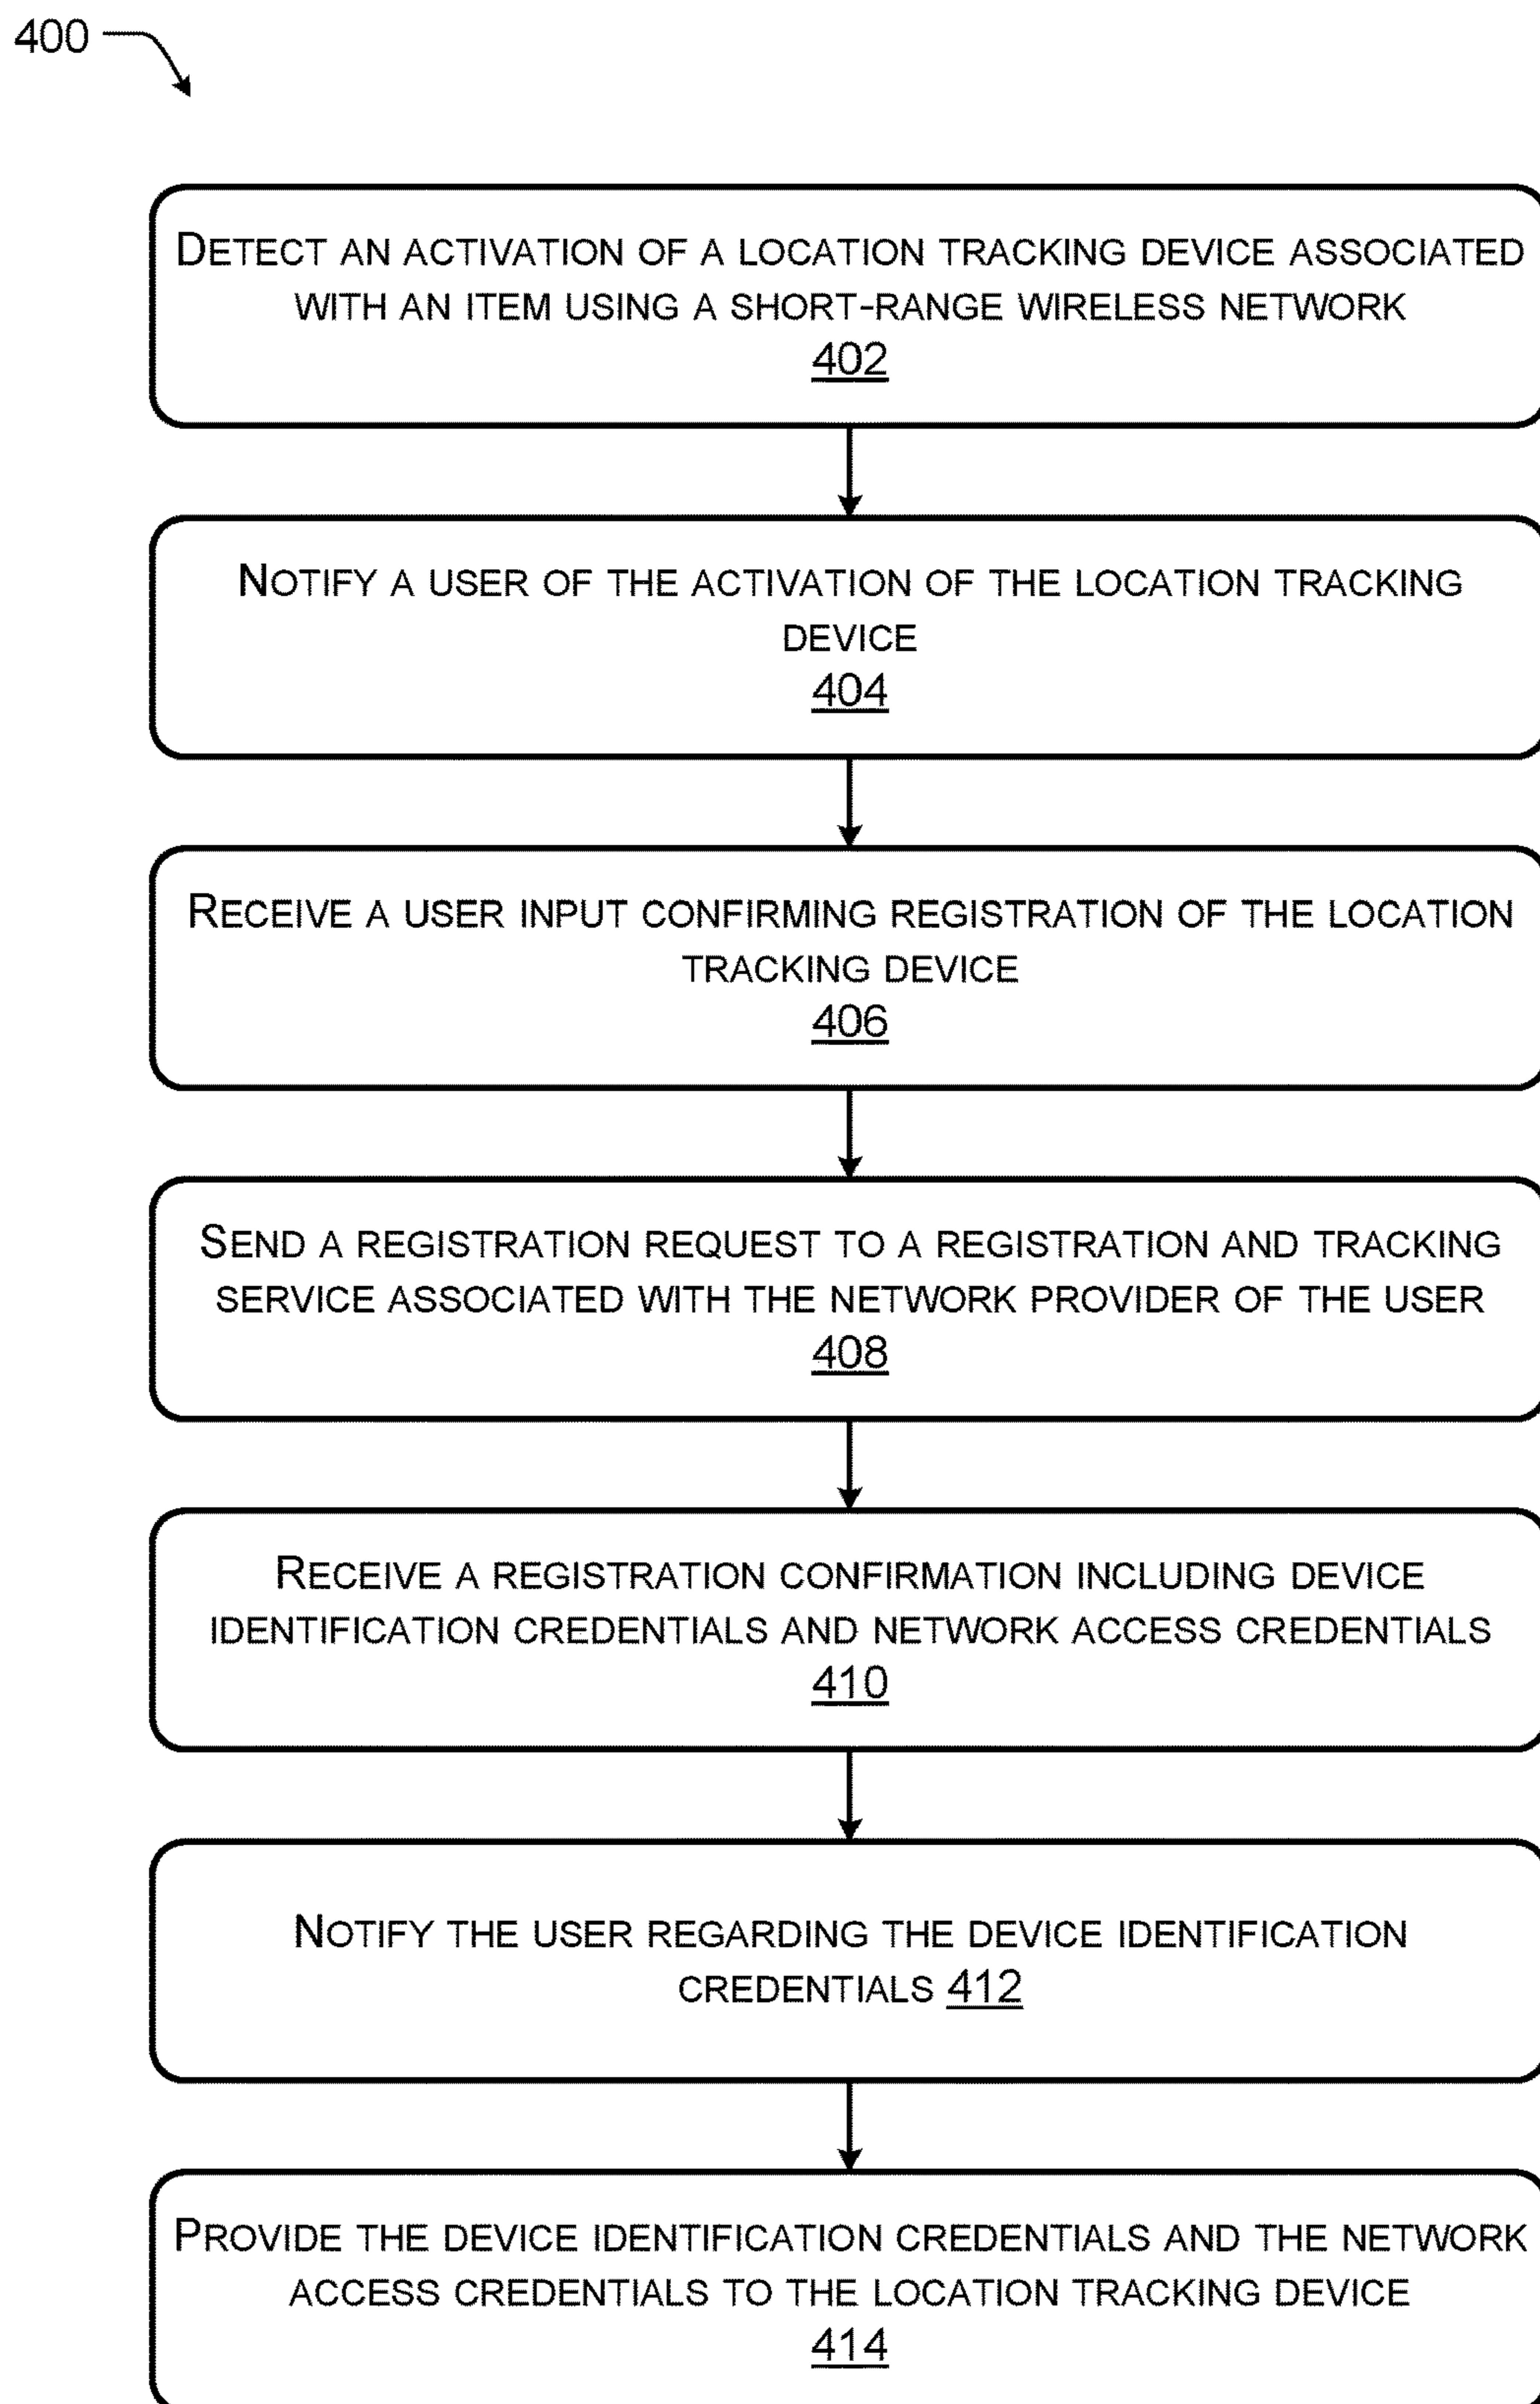 400
DETECT AN ACTIVATION OF A LOCATION TRACKING DEVICE ASSOCIATED
WITH AN ITEM USING A SHORT-RANGE WIRELESS NETWORK
402
NOTIFY A USER OF THE ACTIVATION OF THE LOCATION TRACKING
DEVICE
404
RECEIVE A USER INPUT CONFIRMING REGISTRATION OF THE LOCATION
TRACKING DEVICE
406
SEND A REGISTRATION REQUEST TO A REGISTRATION AND TRACKING
SERVICE ASSOCIATED WITH THE NETWORK PROVIDER OF THE USER
408
RECEIVE A REGISTRATION CONFIRMATION INCLUDING DEVICE
IDENTIFICATION CREDENTIALS AND NETWORK ACCESS CREDENTIALS
410
NOTIFY THE USER REGARDING THE DEVICE IDENTIFICATION
CREDENTIALS 412
PROVIDE THE DEVICE IDENTIFICATION CREDENTIALS AND THE NETWORK
ACCESS CREDENTIALS TO THE LOCATION TRACKING DEVICE
414